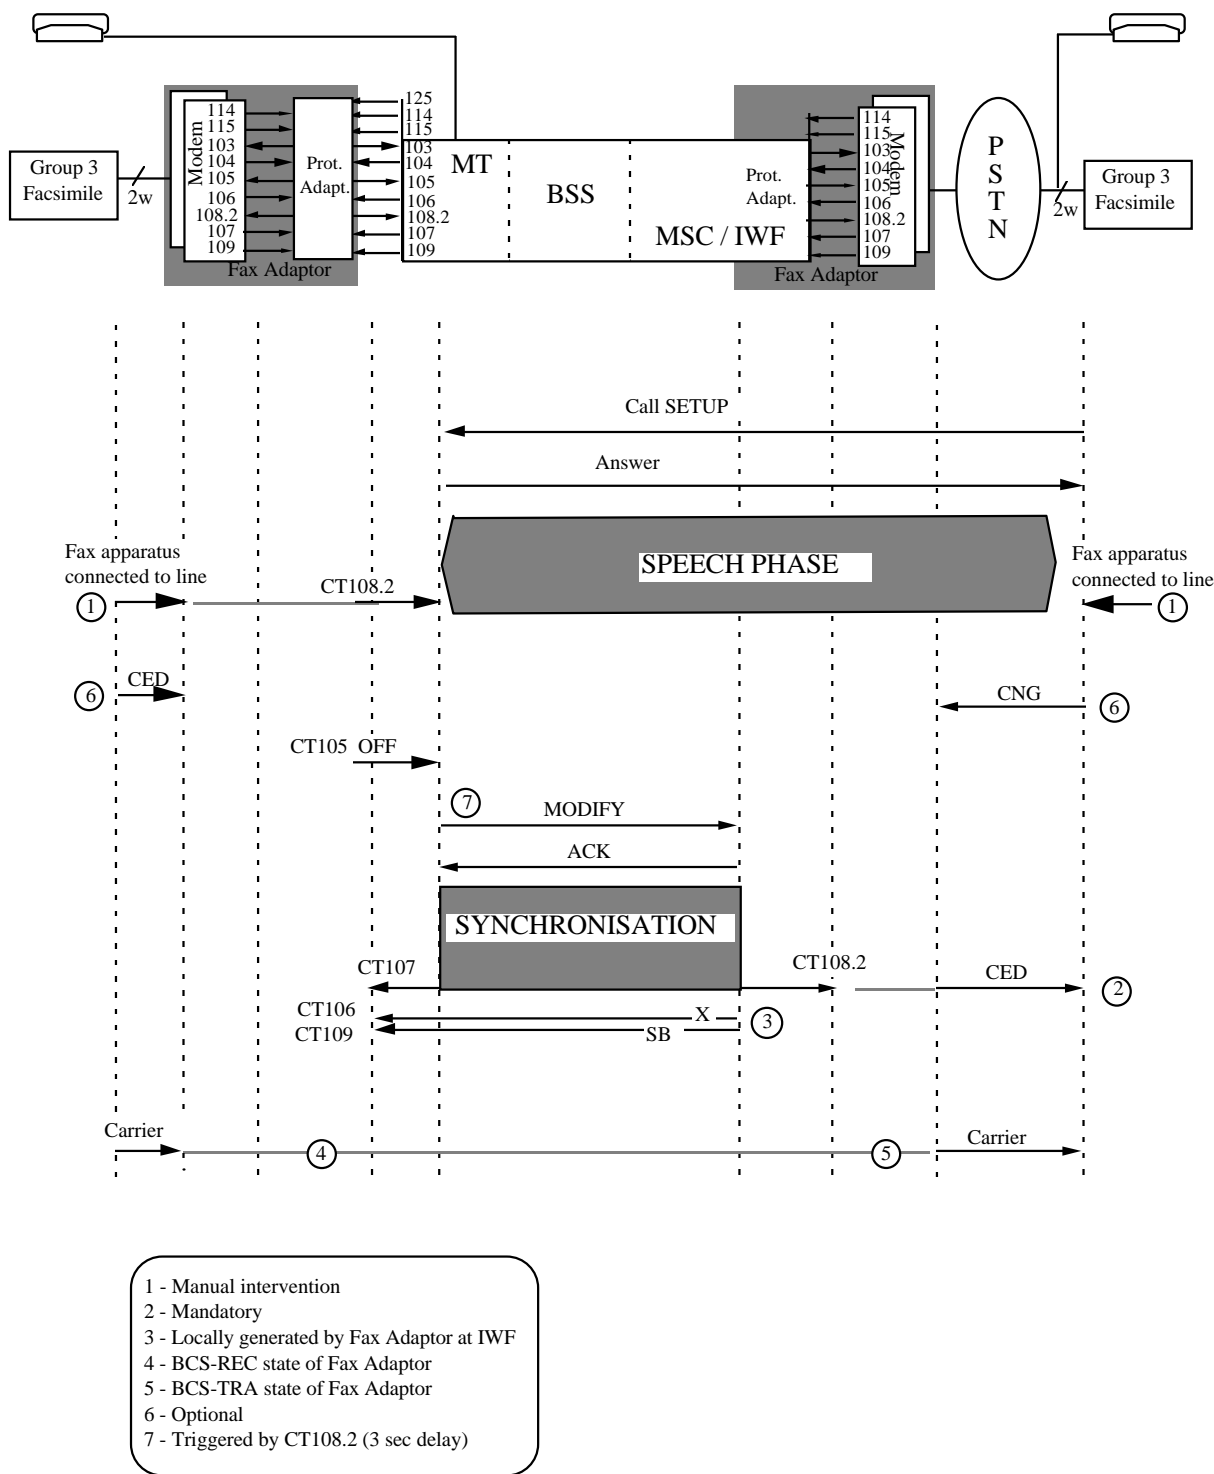 125
114
115
103
104
105
106
108.2
107
109
114
115
103
104
105
106
108.2
107
109
114
115
103
104
105
106
108.2
107
109
Modem
Prot.
Adapt.
MT
BSS
MSC / IWF
Prot.
Adapt.
Modem
P
S
T
N
Group 3
Facsimile
2w
2w
Group 3
Facsimile
Fax Adaptor
Fax Adaptor
Call SETUP
Answer
SPEECH PHASE
Fax apparatus
connected to line
1
CT108.2
Fax apparatus
connected to line
1
6
CED
CNG
6
CT105 OFF
7
MODIFY
ACK
SYNCHRONISATION
CT107
CT108.2
CED
2
CT106
X
3
CT109
SB
Carrier
4
5
Carrier
1 - Manual intervention
2 - Mandatory
3 - Locally generated by Fax Adaptor at IWF
4 - BCS-REC state of Fax Adaptor
5 - BCS-TRA state of Fax Adaptor
6 - Optional
7 - Triggered by CT108.2 (3 sec delay)